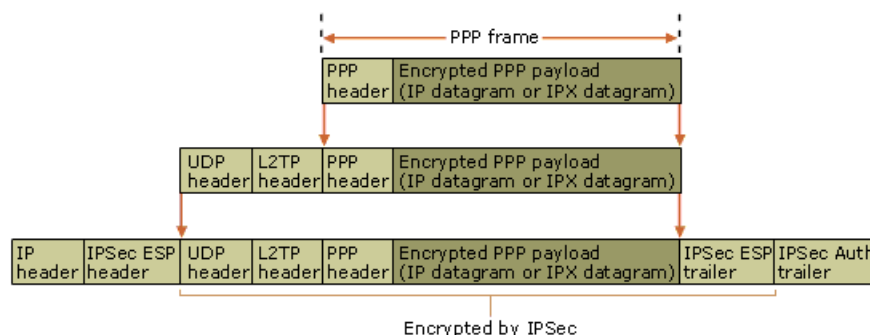 PPP frame
PPP header
Encrypted PPP payload
(IP datagram or IPX datagram)
UDP header
L2TP header
PPP header
Encrypted PPP payload
(IP datagram or IPX datagram)
IP header
IPSec ESP header
UDP header
L2TP header
PPP header
Encrypted PPP payload
(IP datagram or IPX datagram)
IPSec ESP trailer
IPSec Auth trailer
Encrypted by IPSec